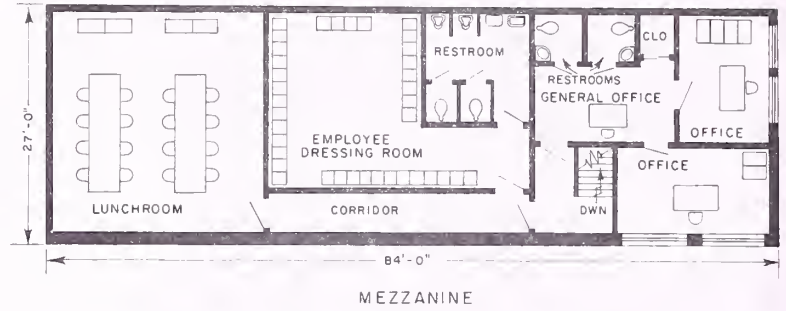 RESTROOM
CLO
RESTROOMS
GENERAL OFFICE
OFFICE
EMPLOYEE
DRESSING ROOM
OFFICE
LUNCHROOM
CORRIDOR
DWN
27'-0"
84'-0"
MEZZANINE